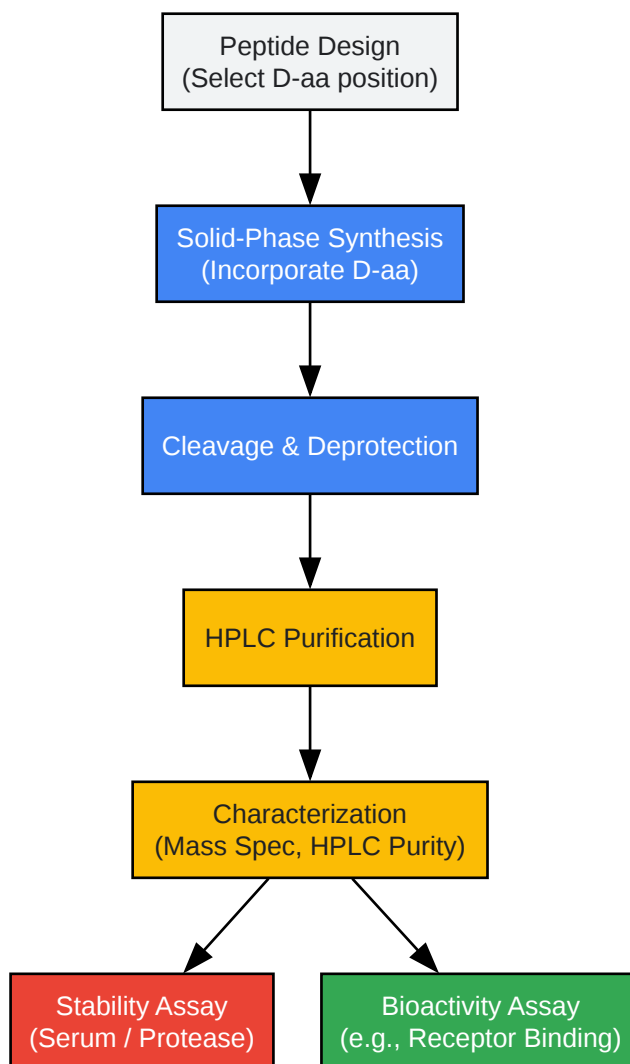 Peptide Design
(Select D-aa position)
Solid-Phase Synthesis
(Incorporate D-aa)
Cleavage & Deprotection
HPLC Purification
Characterization
(Mass Spec, HPLC Purity)
Stability Assay
(Serum / Protease)
Bioactivity Assay
(e.g., Receptor Binding)